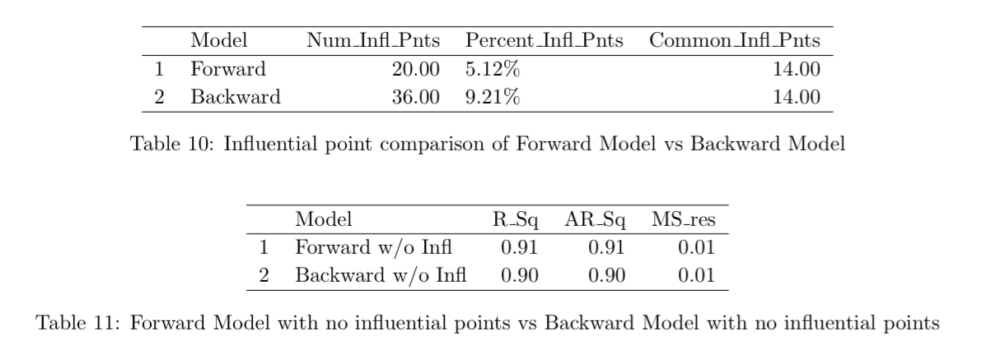 Model Num_Infl_Pnts Percent_Infl_Pnts Common_Infl_Pnts
1 Forward 20.00 5.12% 14.00
2 Backward 36.00 9.21% 14.00
Table 10: Influential point comparison of Forward Model vs Backward Model
Model R_Sq AR_Sq MS_res
1 Forward w/o Infl 0.91 0.91 0.01
2 Backward w/o Infl 0.90 0.90 0.01
Table 11: Forward Model with no influential points vs Backward Model with no influential points